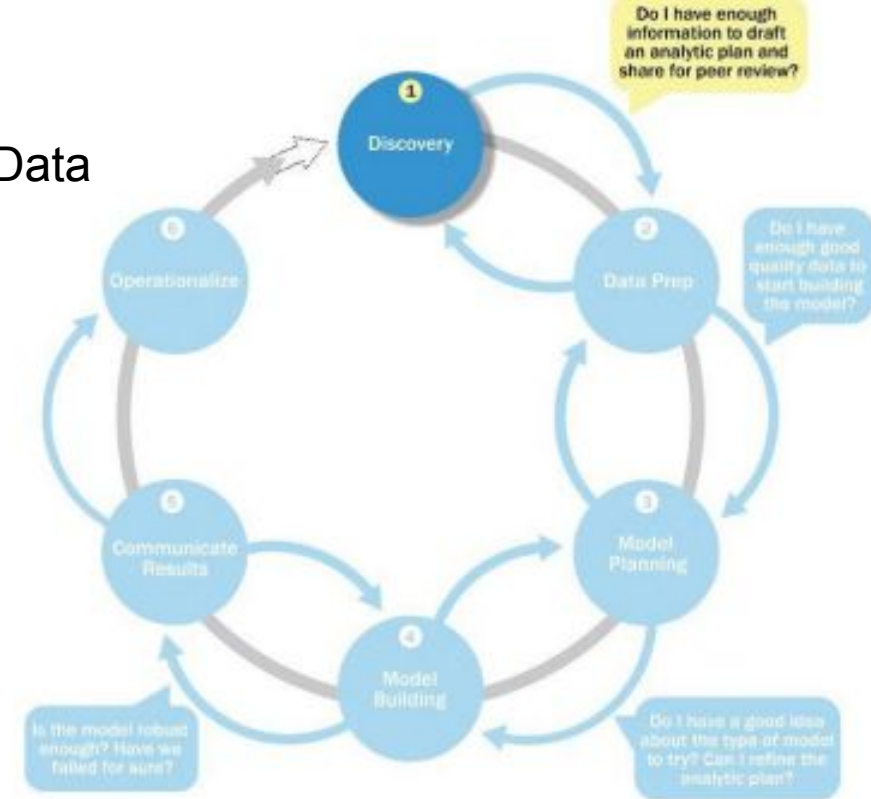 Do I have enough
information to draft
an analytic plan and
share for peer review?
1
Discovery
Data
6
Operationalize
2
Data Prep
Do I have
enough good
quality data to
start building
the model?
5
Communicate
Results
3
Model
Planning
4
Model
Building
Is the model robust
enough? Have we
failed for sure?
Do I have a good idea
about the type of model
to try? Can I refine the
analytic plan?